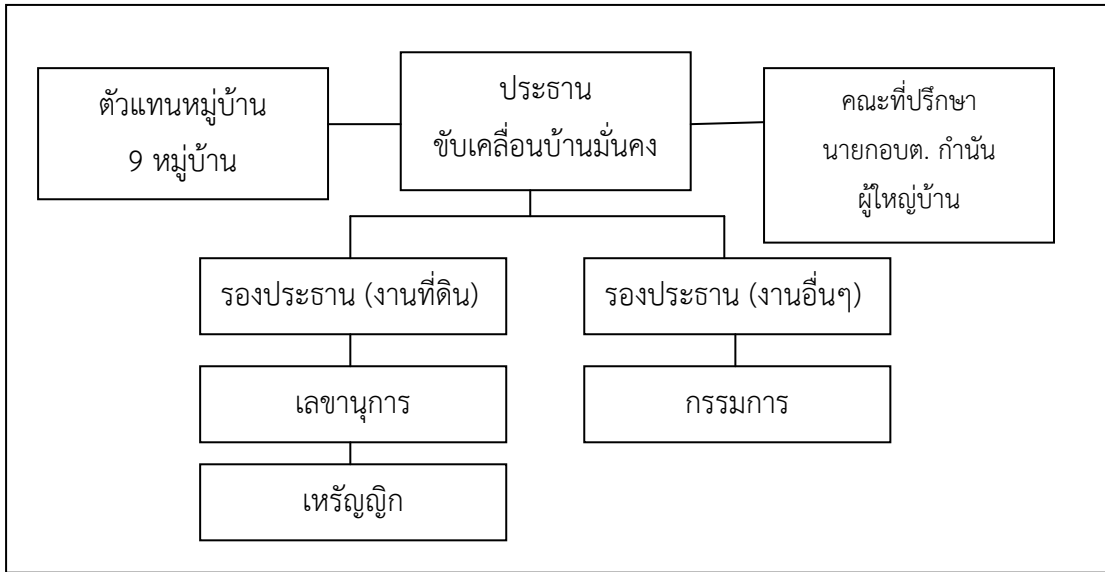 ตัวแทนหมู่บ้าน
9 หมู่บ้าน
ประธาน
ขับเคลื่อนบ้านมั่นคง
คณะที่ปรึกษา
นายกอบต. กำนัน
ผู้ใหญ่บ้าน
รองประธาน (งานที่ดิน)
รองประธาน (งานอื่นๆ)
เลขานุการ
กรรมการ
เหรัญญิก